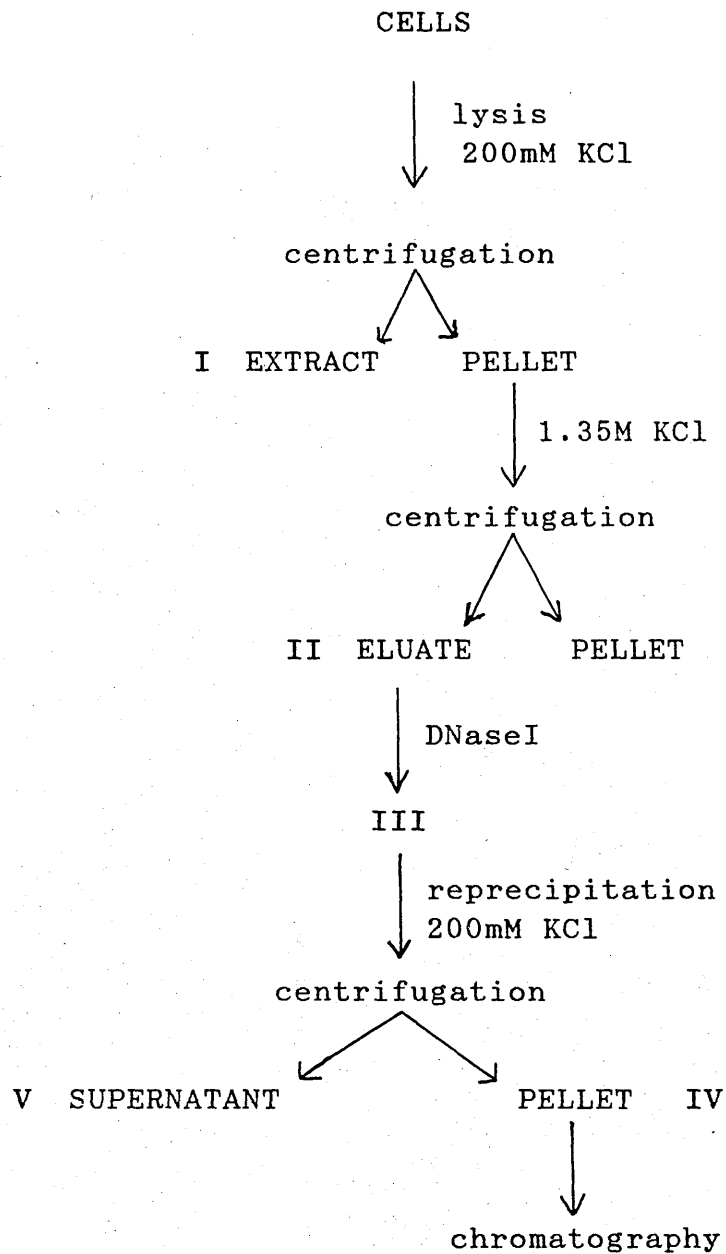 CELLS
lysis
200mM KCl
centrifugation
I EXTRACT PELLET
1.35M KCl
centrifugation
II ELUATE PELLET
DNaseI
III
reprecipitation
200mM KCl
centrifugation
V SUPERNATANT PELLET IV
chromatography